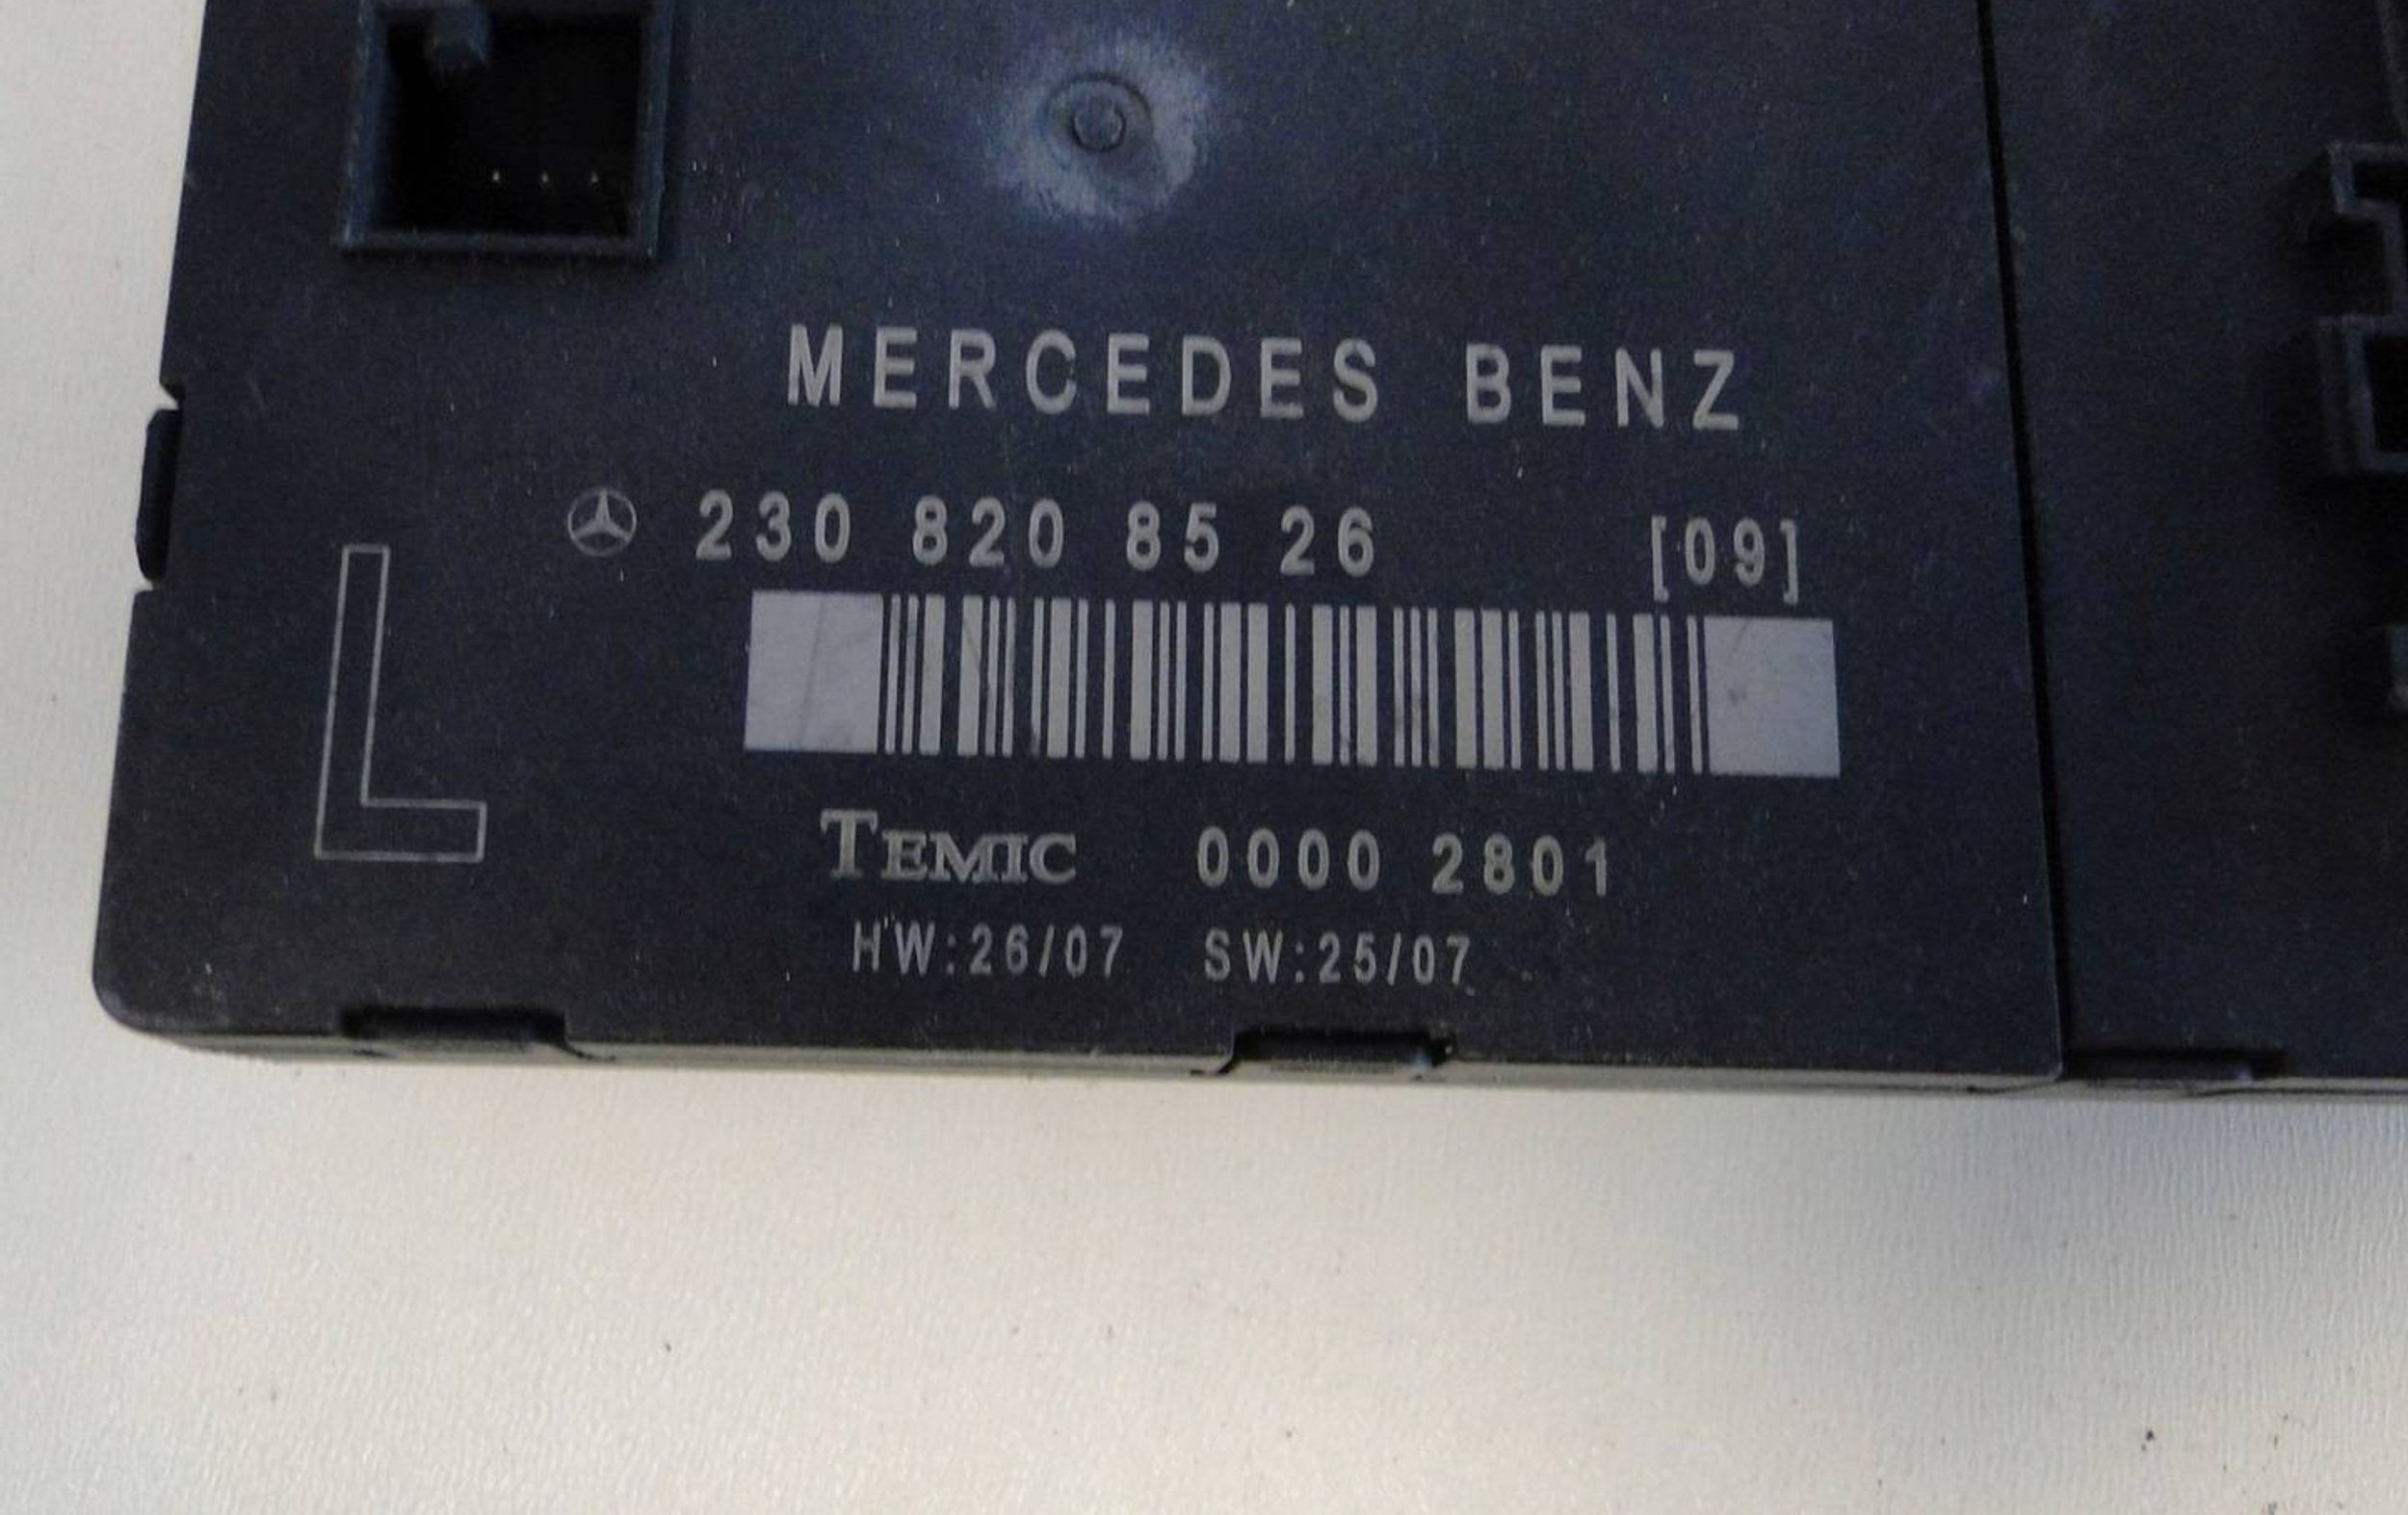 MERCEDES BENZ
230 820 85 26 [09]
L
TEMIC 0000 2801
HW:26/07 SW:25/07